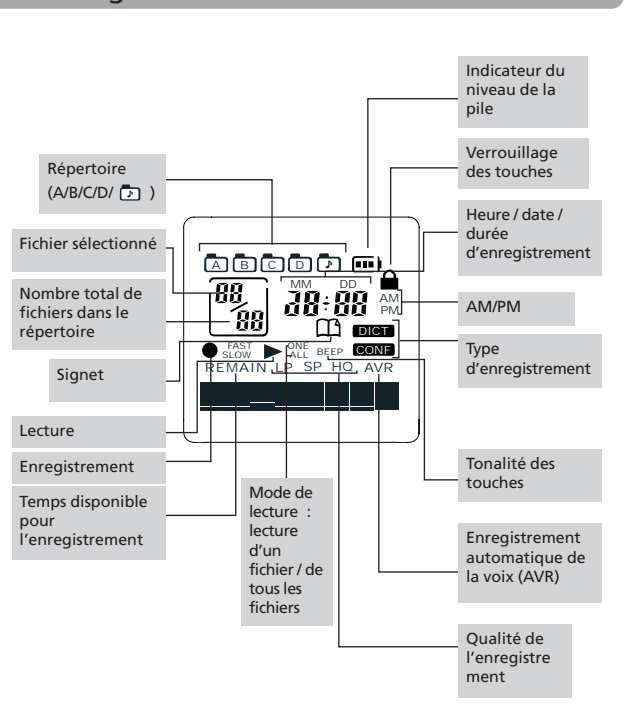 Indicateur du
niveau de la
pile
Verrouillage
des touches
Répertoire
(A/B/C/D/ )
Heure / date /
durée
d'enregistrement
Fichier sélectionné
Nombre total de
fichiers dans le
répertoire
AM/PM
Type
d'enregistrement
Signet
A B C D
MM DD
88 88:88 AM
88 PM
DICT
FAST ONE BEEP CONF
SLOW ALL
REMAIN LP SP HQ AVR
Lecture
Enregistrement
Temps disponible
pour
l'enregistrement
Mode de
lecture :
lecture
d'un
fichier / de
tous les
fichiers
Tonalité des
touches
Enregistrement
automatique de
la voix (AVR)
Qualité de
l'enregistre
ment